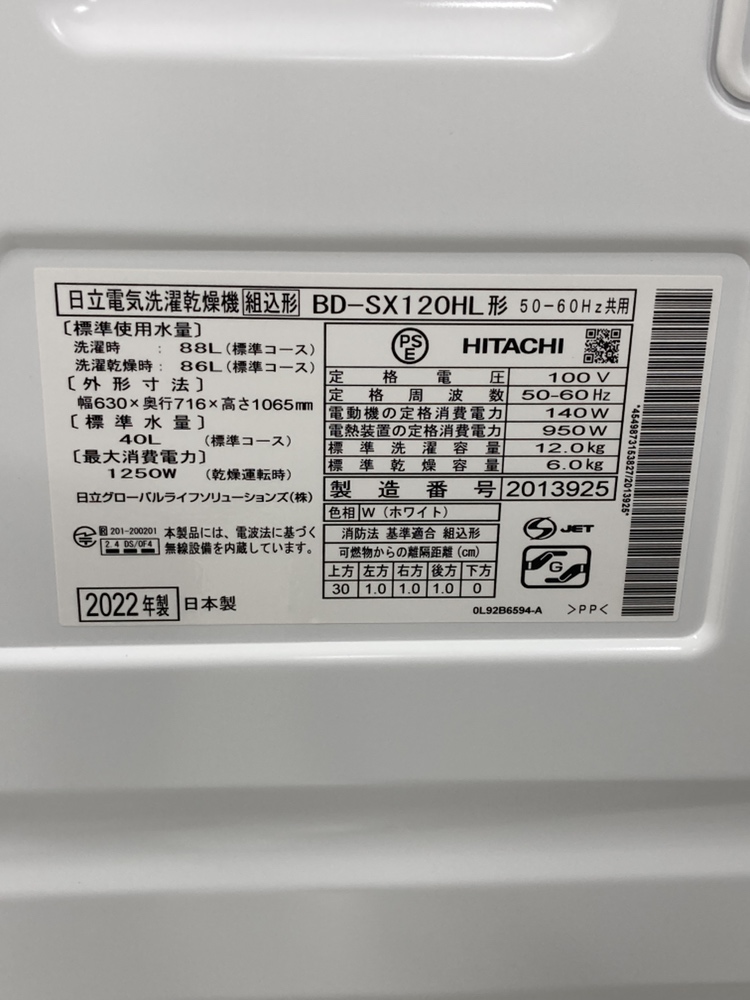 日立電気洗濯乾燥機 組込形 BD-SX120HL形 50-60Hz共用
〔標準使用水量〕
洗濯時 : 88L(標準コース)
洗濯乾燥時: 86L(標準コース)
〔外形寸法〕
幅630×奥行716×高さ1065mm
〔標準水量〕
40L (標準コース)
〔最大消費電力〕
1250W (乾燥運転時)
日立グローバルライフソリューションズ(株)
R 201-200201
2.4 DS/OF4
本製品には、電波法に基づく
無線設備を内蔵しています。
2022年製 日本製
PSE HITACHI
定格電圧 100V
定格周波数 50-60Hz
電動機の定格消費電力 140W
電熱装置の定格消費電力 950W
標準洗濯容量 12.0kg
標準乾燥容量 6.0kg
製造番号 2013925
色相 W(ホワイト)
消防法 基準適合 組込形
可燃物からの離隔距離(cm)
上方 左方 右方 後方 下方
30 1.0 1.0 1.0 0
S JET
G
0L92B6594-A >PP<
*4549873153827/2013925*